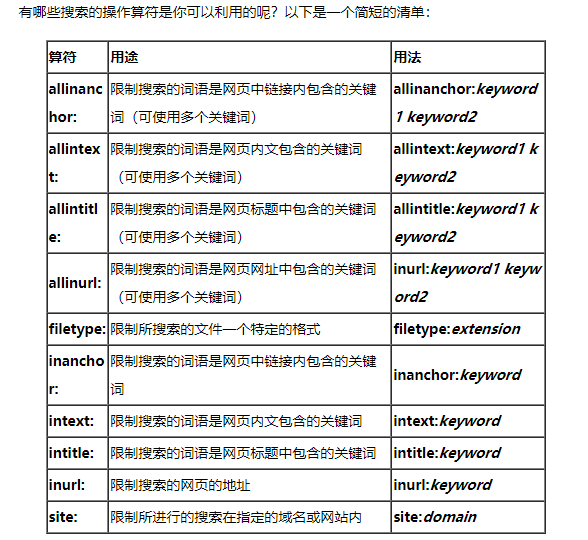 有哪些搜索的操作算符是你可以利用的呢？以下是一个简短的清单：
算符 用途 用法
allinanc 限制搜索的词语是网页中链接内包含的关键 allinanchor:keyword
hor: 词（可使用多个关键词） 1 keyword2
allintex 限制搜索的词语是网页内文包含的关键词 allintext:keyword1 k
t: （可使用多个关键词） eyword2
allintitl 限制搜索的词语是网页标题中包含的关键词 allintitle:keyword1 k
e: （可使用多个关键词） eyword2
allinurl: 限制搜索的词语是网页网址中包含的关键词 inurl:keyword1 keyw
（可使用多个关键词） ord2
filetype: 限制所搜索的文件一个特定的格式 filetype:extension
inancho 限制搜索的词语是网页中链接内包含的关键 inanchor:keyword
r: 词
intext: 限制搜索的词语是网页内文包含的关键词 intext:keyword
intitle: 限制搜索的词语是网页标题中包含的关键词 intitle:keyword
inurl: 限制搜索的网页的地址 inurl:keyword
site: 限制所进行的搜索在指定的域名或网站内 site:domain